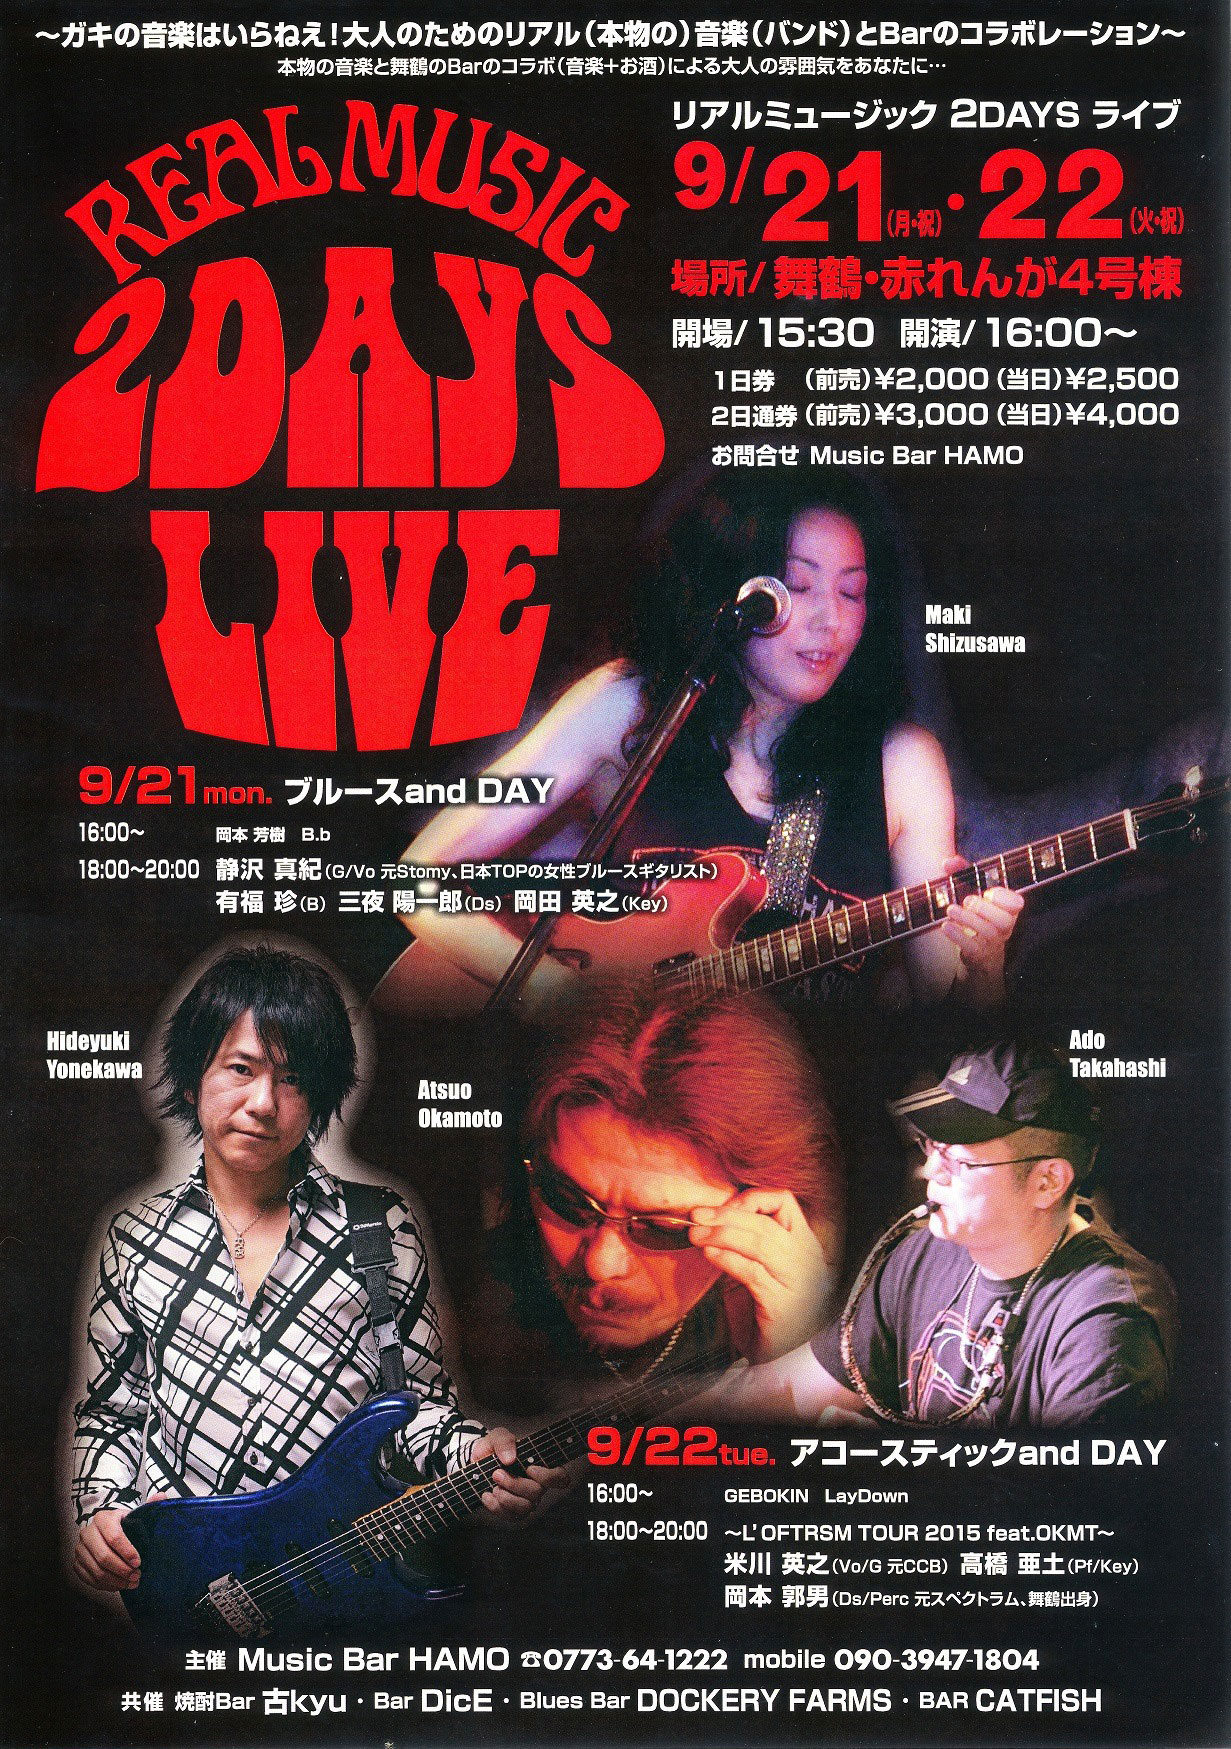 ～ガキの音楽はいらねえ！大人のためのリアル（本物の）音楽（バンド）とBarのコラボレーション～
本物の音楽と舞鶴のBarのコラボ（音楽＋お酒）による大人の雰囲気をあなたに…
REAL MUSIC
2DAYS
LIVE
リアルミュージック 2DAYS ライブ
9/21(月・祝)・22(火・祝)
場所/ 舞鶴・赤れんが4号棟
開場/ 15:30 開演/ 16:00～
1日券 （前売）¥2,000（当日）¥2,500
2日通券（前売）¥3,000（当日）¥4,000
お問合せ Music Bar HAMO
Maki
Shizusawa
9/21mon. ブルースand DAY
16:00～ 岡本 芳樹 B.b
18:00～20:00 静沢 真紀（G/Vo 元Stomy、日本TOPの女性ブルースギタリスト）
有福 珍（B） 三夜 陽一郎（Ds） 岡田 英之（Key）
Hideyuki
Yonekawa
Atsuo
Okamoto
Ado
Takahashi
9/22tue. アコースティックand DAY
16:00～ GEBOKIN LayDown
18:00～20:00 ～L'OFTRSM TOUR 2015 feat.OKMT～
米川 英之（Vo/G 元CCB） 高橋 亜土（Pf/Key）
岡本 郭男（Ds/Perc 元スペクトラム、舞鶴出身）
主催 Music Bar HAMO ☎0773-64-1222 mobile 090-3947-1804
共催 焼酎Bar 古kyu・Bar DicE・Blues Bar DOCKERY FARMS・BAR CATFISH